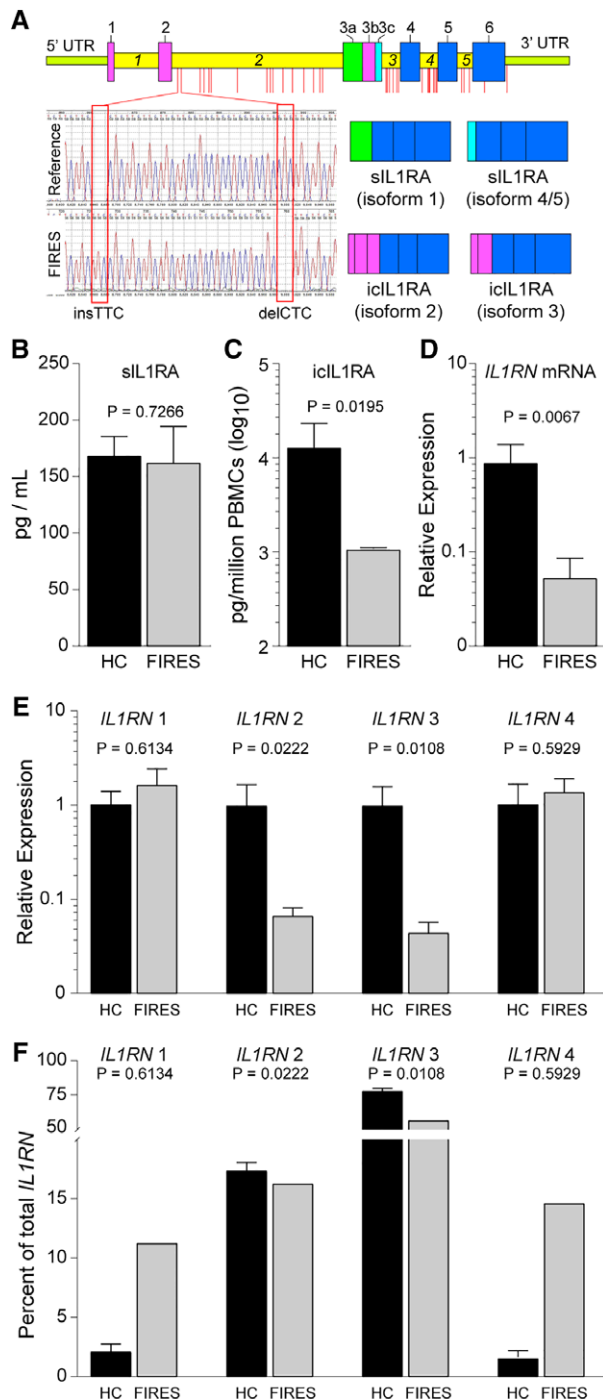 A
1 2 3a 3b 3c 4 5 6
5' UTR 1 2 3 4 5 3' UTR
Reference
FIRES
insTTC delCTC
sIL1RA
(isoform 1)
sIL1RA
(isoform 4/5)
icIL1RA
(isoform 2)
icIL1RA
(isoform 3)
B
sIL1RA
P = 0.7266
pg / mL
250
200
150
100
50
0
HC FIRES
C
icIL1RA
P = 0.0195
pg/million PBMCs (log10)
5
4
3
2
HC FIRES
D
IL1RN mRNA
P = 0.0067
Relative Expression
10
1
0.1
0
HC FIRES
E
IL1RN 1 IL1RN 2 IL1RN 3 IL1RN 4
P = 0.6134 P = 0.0222 P = 0.0108 P = 0.5929
Relative Expression
10
1
0.1
0
HC FIRES HC FIRES HC FIRES HC FIRES
F
IL1RN 1 IL1RN 2 IL1RN 3 IL1RN 4
P = 0.6134 P = 0.0222 P = 0.0108 P = 0.5929
Percent of total IL1RN
100
75
50
15
10
5
0
HC FIRES HC FIRES HC FIRES HC FIRES